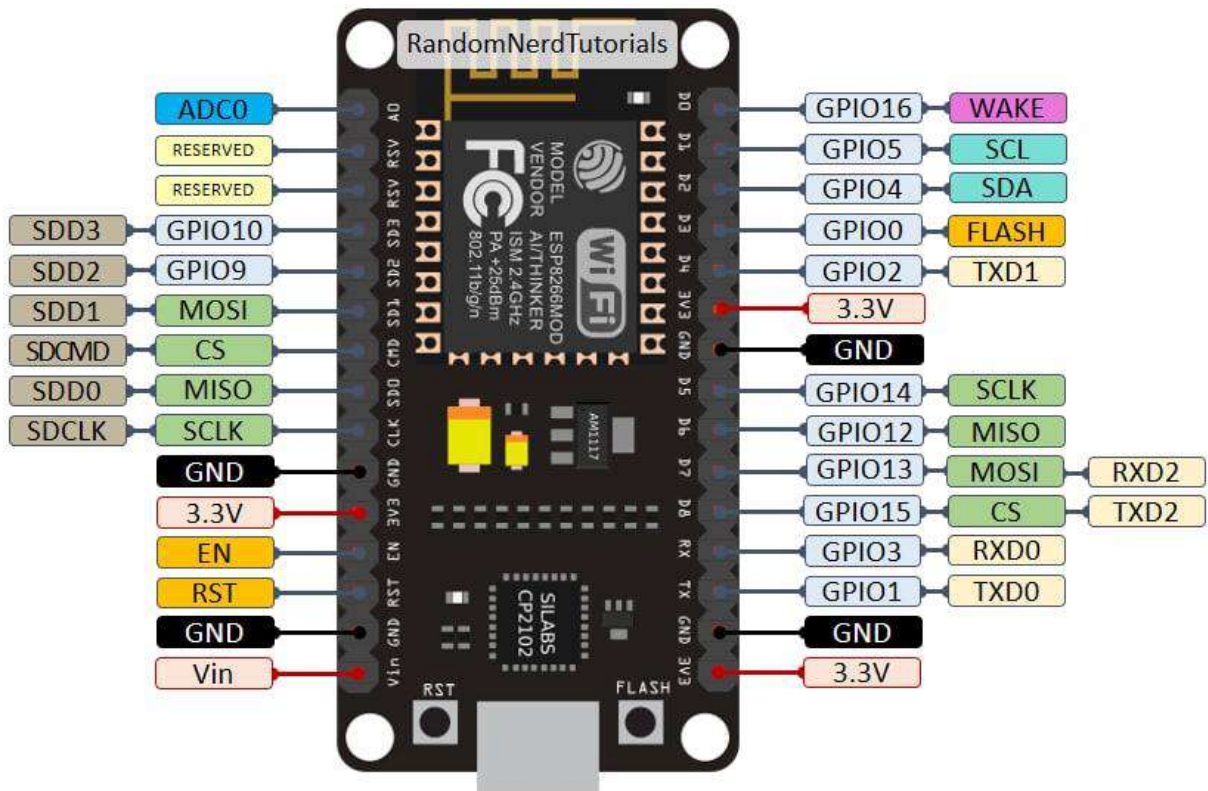 RandomNerdTutorials
ADC0 A0
RESERVED RSV
RESERVED RSV
SDD3 GPIO10 SD3
SDD2 GPIO9 SD2
SDD1 MOSI SD1
SDCMD CS CMD
SDD0 MISO SD0
SDCLK SCLK CLK
GND GND
3.3V 3V3
EN EN
RST RST
GND GND
Vin Vin
D0 GPIO16 WAKE
D1 GPIO5 SCL
D2 GPIO4 SDA
D3 GPIO0 FLASH
D4 GPIO2 TXD1
3V3 3.3V
GND GND
D5 GPIO14 SCLK
D6 GPIO12 MISO
D7 GPIO13 MOSI RXD2
D8 GPIO15 CS TXD2
RX GPIO3 RXD0
TX GPIO1 TXD0
GND GND
3V3 3.3V
MODEL ESP8266MOD
VENDOR AI/THINKER
ISM 2.4GHz
PA +25dBm
802.11b/g/n
FC
WiFi
AM1117
SILABS
CP2102
RST
FLASH